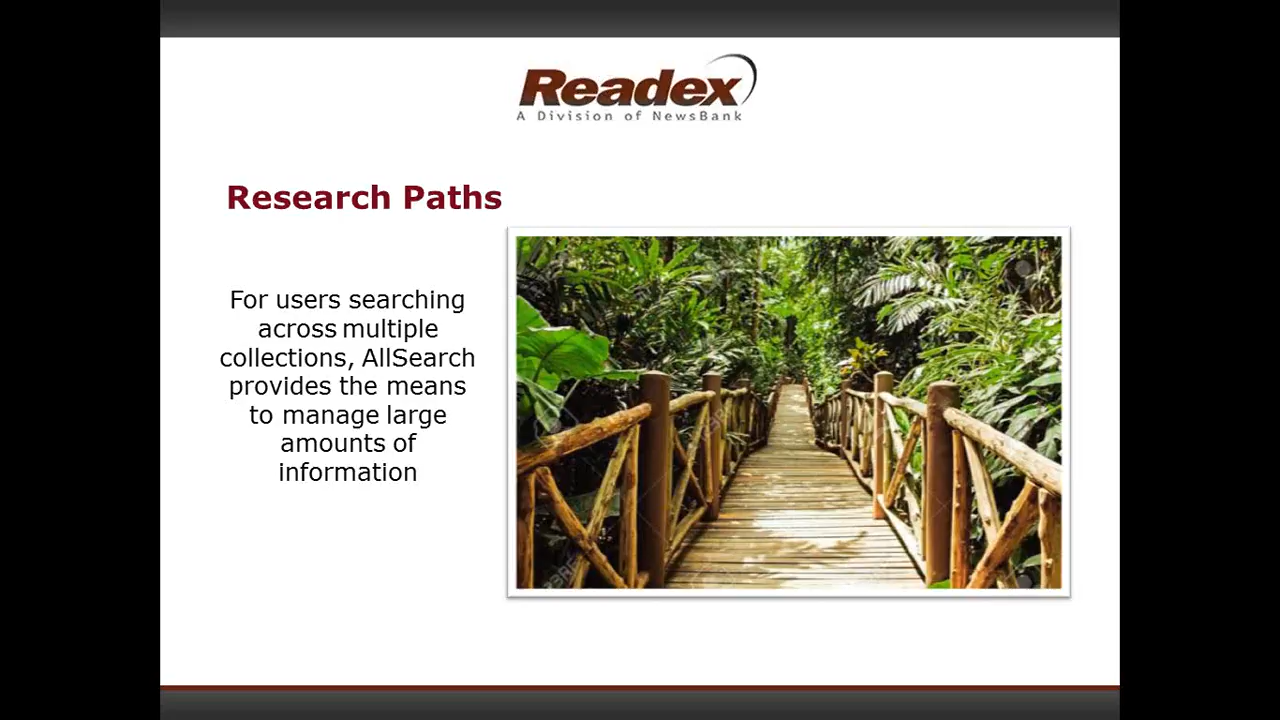 Readex
A Division of NewsBank
Research Paths
For users searching
across multiple
collections, AllSearch
provides the means
to manage large
amounts of
information